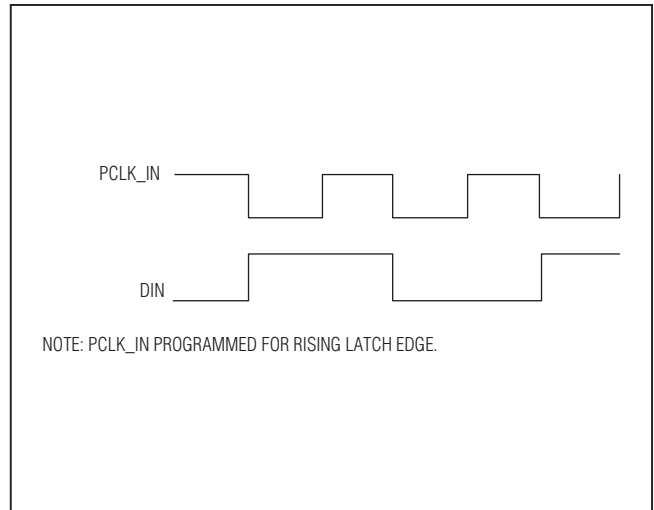 PCLK_IN
DIN
NOTE: PCLK_IN PROGRAMMED FOR RISING LATCH EDGE.